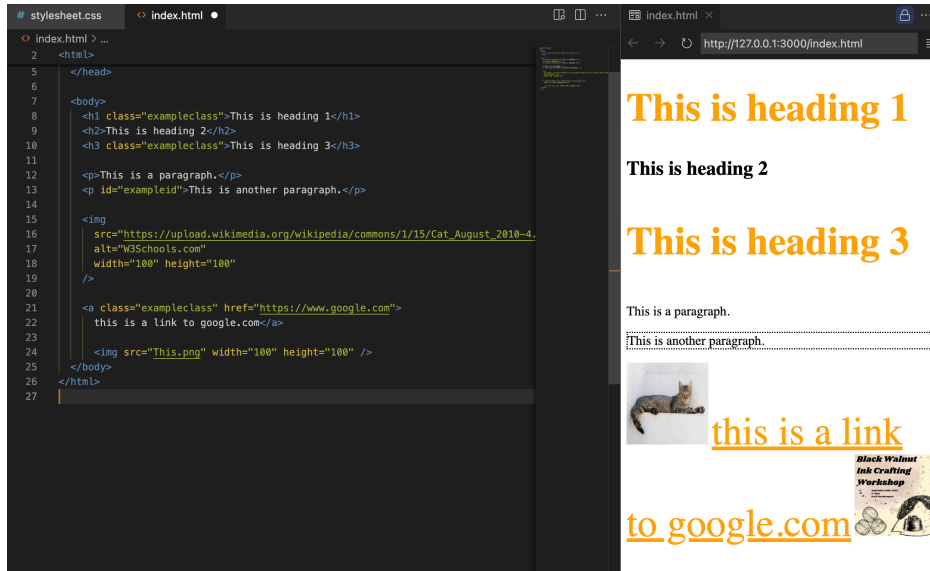 # stylesheet.css
<> index.html ●
<> index.html > ...
2 <html>
5 </head>
6
7 <body>
8 <h1 class="exampleclass">This is heading 1</h1>
9 <h2>This is heading 2</h2>
10 <h3 class="exampleclass">This is heading 3</h3>
11
12 <p>This is a paragraph.</p>
13 <p id="exampleid">This is another paragraph.</p>
14
15 <img
16 src="https://upload.wikimedia.org/wikipedia/commons/1/15/Cat_August_2010-4.
17 alt="W3Schools.com"
18 width="100" height="100"
19 />
20
21 <a class="exampleclass" href="https://www.google.com">
22 this is a link to google.com</a>
23
24 <img src="This.png" width="100" height="100" />
25 </body>
26 </html>
27
index.html ×
http://127.0.0.1:3000/index.html
This is heading 1
This is heading 2
This is heading 3
This is a paragraph.
This is another paragraph.
this is a link
to google.com
Black Walnut
Ink Crafting
Workshop